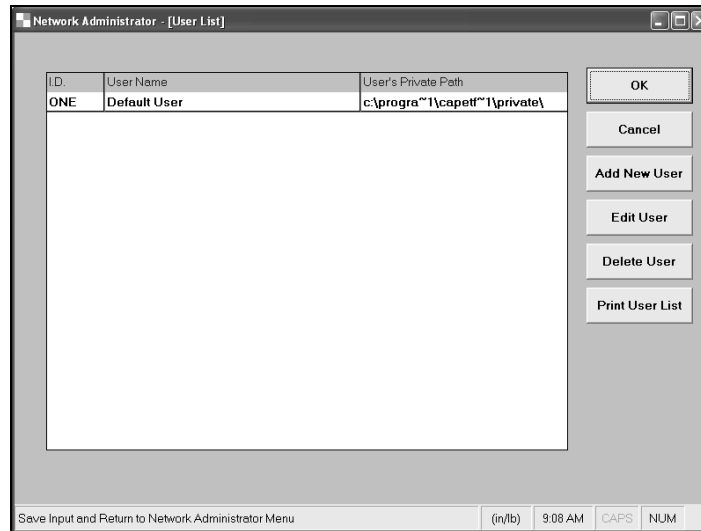 Network Administrator - [User List]
I.D. User Name User's Private Path
ONE Default User c:\progra~1\capetf~1\private\
OK
Cancel
Add New User
Edit User
Delete User
Print User List
Save Input and Return to Network Administrator Menu (in/lb) 9:08 AM CAPS NUM